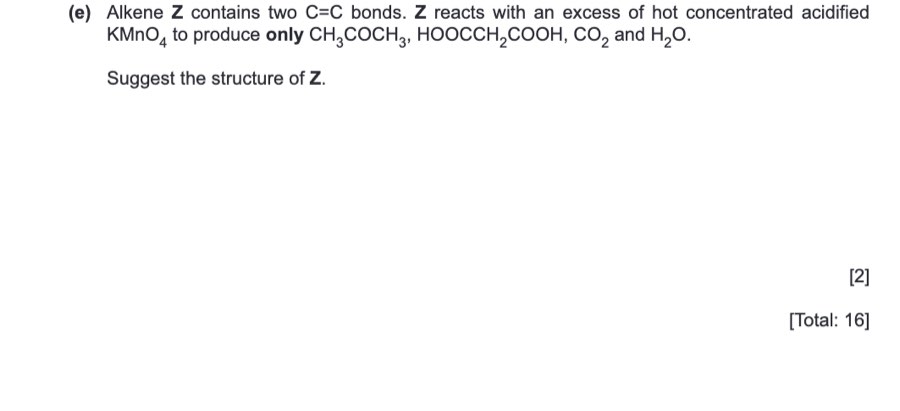 (e) Alkene Z contains two C=C bonds. Z reacts with an excess of hot concentrated acidified
KMnO₄ to produce only CH₃COCH₃, HOOCCH₂COOH, CO₂ and H₂O.
Suggest the structure of Z.
[2]
[Total: 16]